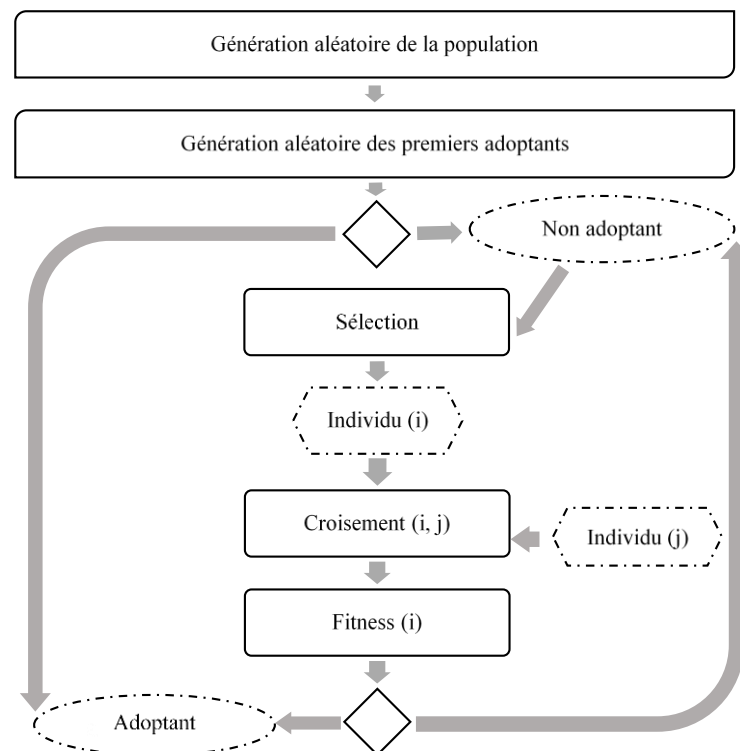 Génération aléatoire de la population
Génération aléatoire des premiers adoptants
Non adoptant
Sélection
Individu (i)
Croisement (i, j)
Individu (j)
Fitness (i)
Adoptant